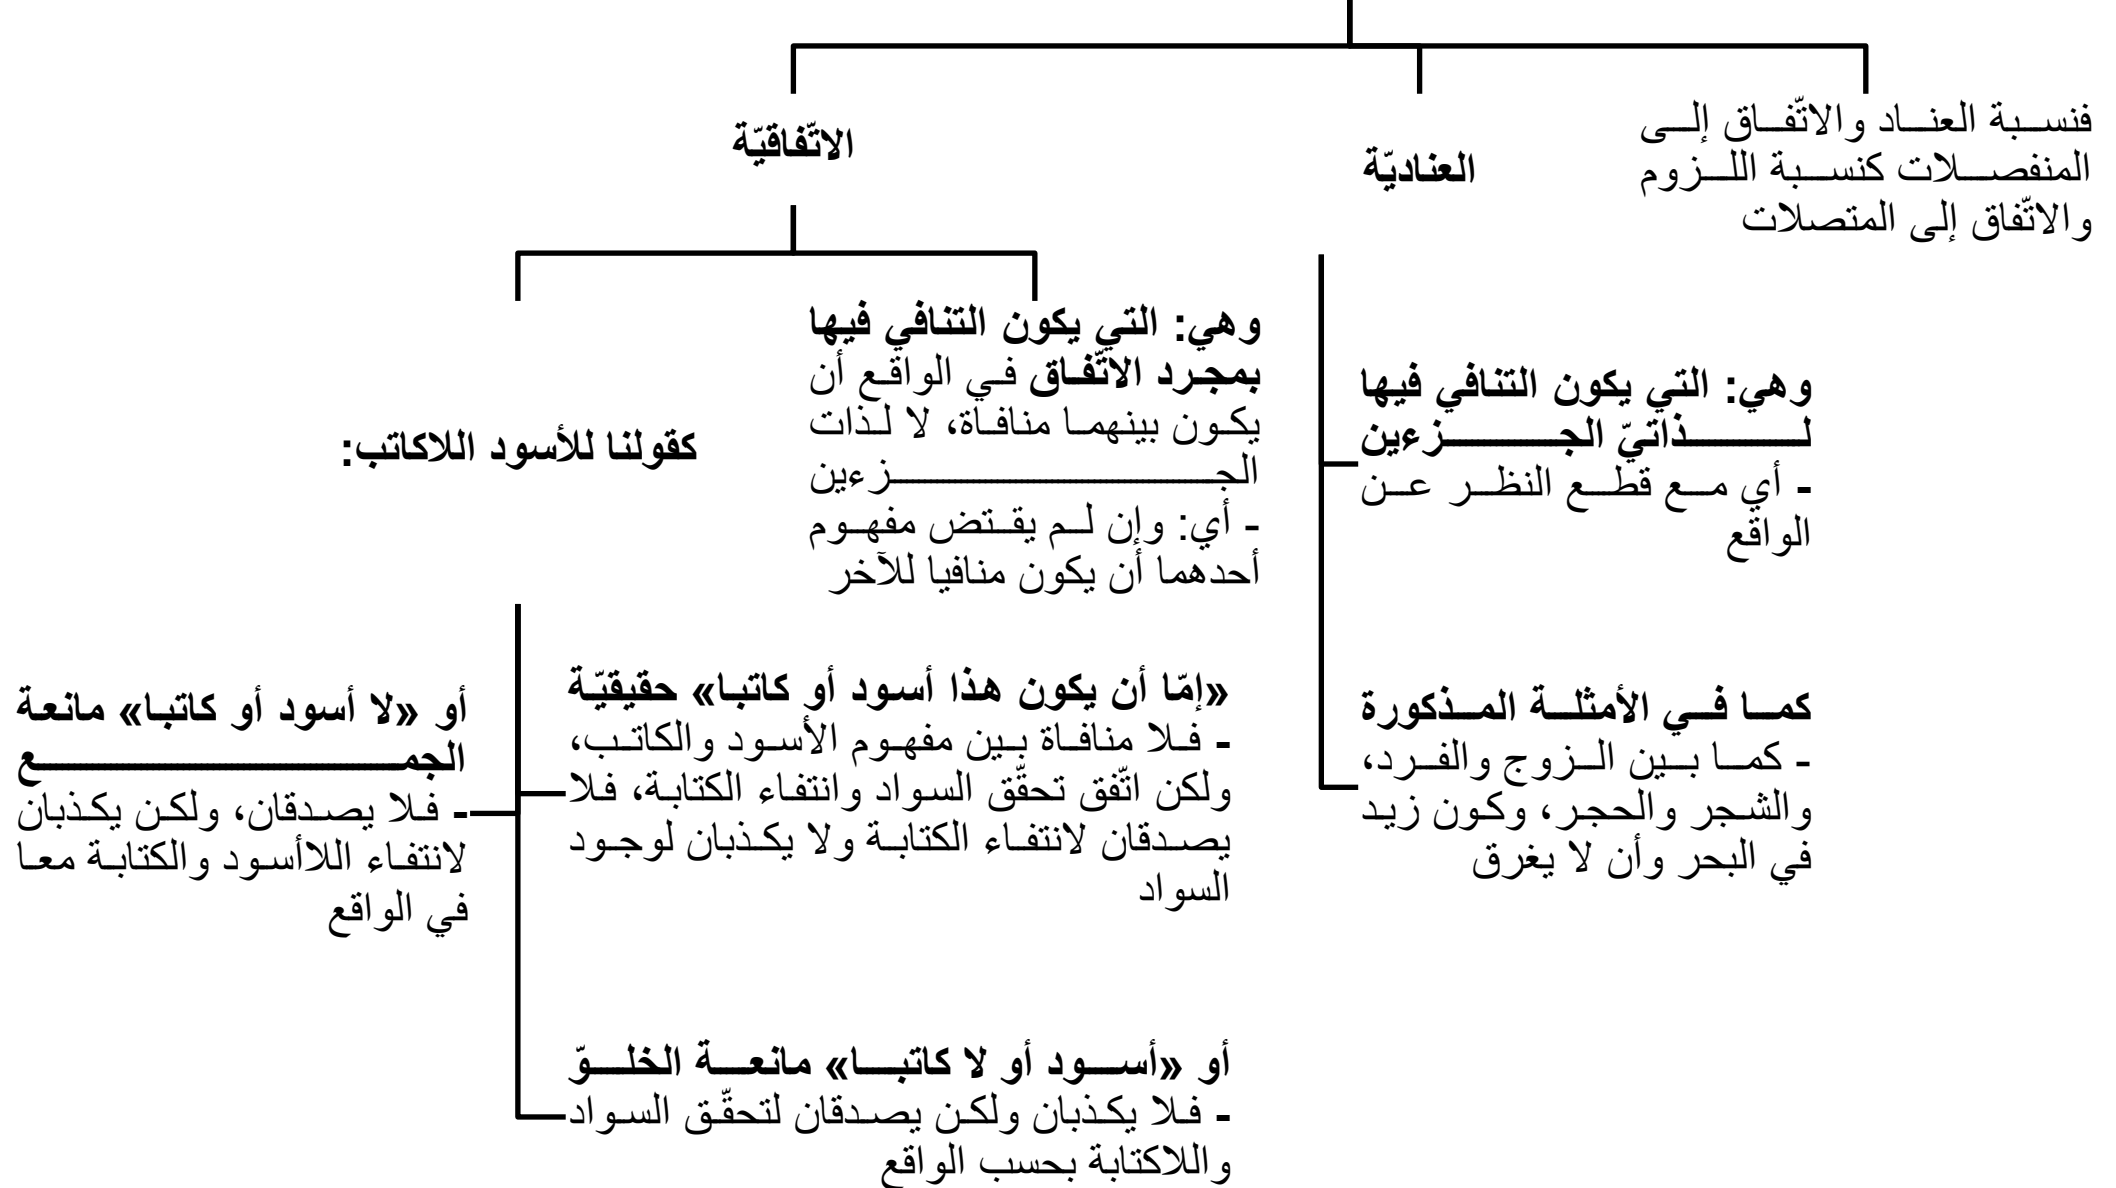 فنسبة العناد والاتّفاق إلى
المنفصلات كنسبة اللزوم
والاتّفاق إلى المتصلات
العناديّة
وهي: التي يكون التنافي فيها
لذاتيّ الجزءين
- أي مع قطع النظر عن
الواقع
كما في الأمثلة المذكورة
- كما بين الزوج والفرد،
والشجر والحجر، وكون زيد
في البحر وأن لا يغرق
الاتّفاقيّة
وهي: التي يكون التنافي فيها
بمجرد الاتّفاق في الواقع أن
يكون بينهما منافاة، لا لذات
الجزءين
- أي: وإن لم يقتض مفهوم
أحدهما أن يكون منافيا للآخر
كقولنا للأسود اللاكاتب:
«إمّا أن يكون هذا أسود أو كاتبا» حقيقيّة
- فلا منافاة بين مفهوم الأسود والكاتب،
ولكن اتّفق تحقّق السواد وانتفاء الكتابة، فلا
يصدقان لانتفاء الكتابة ولا يكذبان لوجود
السواد
أو «لا أسود أو كاتبا» مانعة
الجمع
- فلا يصدقان، ولكن يكذبان
لانتفاء اللاأسود والكتابة معا
في الواقع
أو «أسود أو لا كاتبا» مانعة الخلوّ
- فلا يكذبان ولكن يصدقان لتحقّق السواد
واللاكتابة بحسب الواقع